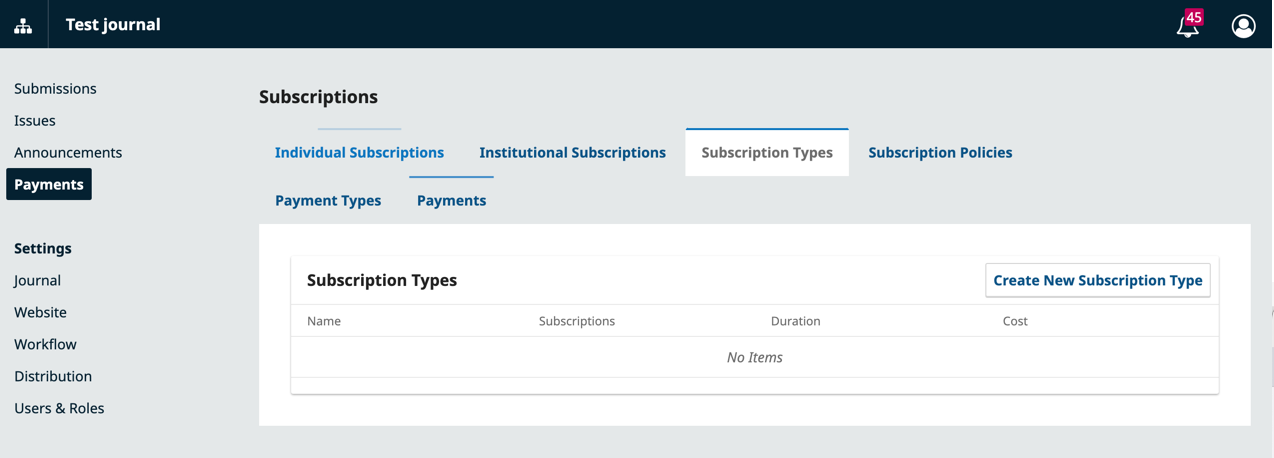 Test journal
45
Submissions
Issues
Announcements
Payments
Settings
Journal
Website
Workflow
Distribution
Users & Roles
Subscriptions
Individual Subscriptions Institutional Subscriptions Subscription Types Subscription Policies
Payment Types Payments
Subscription Types
Create New Subscription Type
Name Subscriptions Duration Cost
No Items